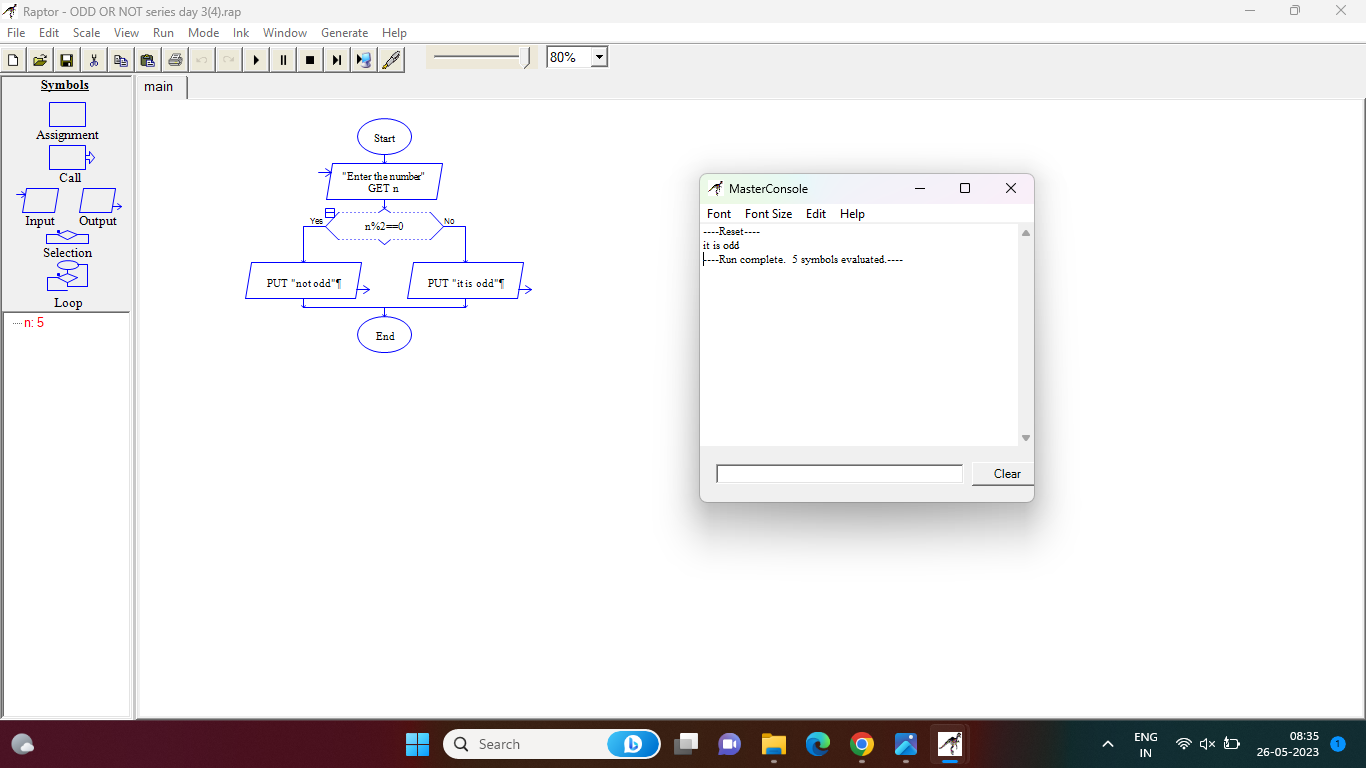 Raptor - ODD OR NOT series day 3(4).rap
File Edit Scale View Run Mode Ink Window Generate Help
80%
Symbols
main
Assignment
Call
Input Output
Selection
Loop
n: 5
Start
"Enter the number"
GET n
Yes
n%2==0
No
PUT "not odd"¶
PUT "it is odd"¶
End
MasterConsole
Font Font Size Edit Help
----Reset----
it is odd
----Run complete. 5 symbols evaluated.----
Clear
Search
ENG
IN
08:35
26-05-2023
1